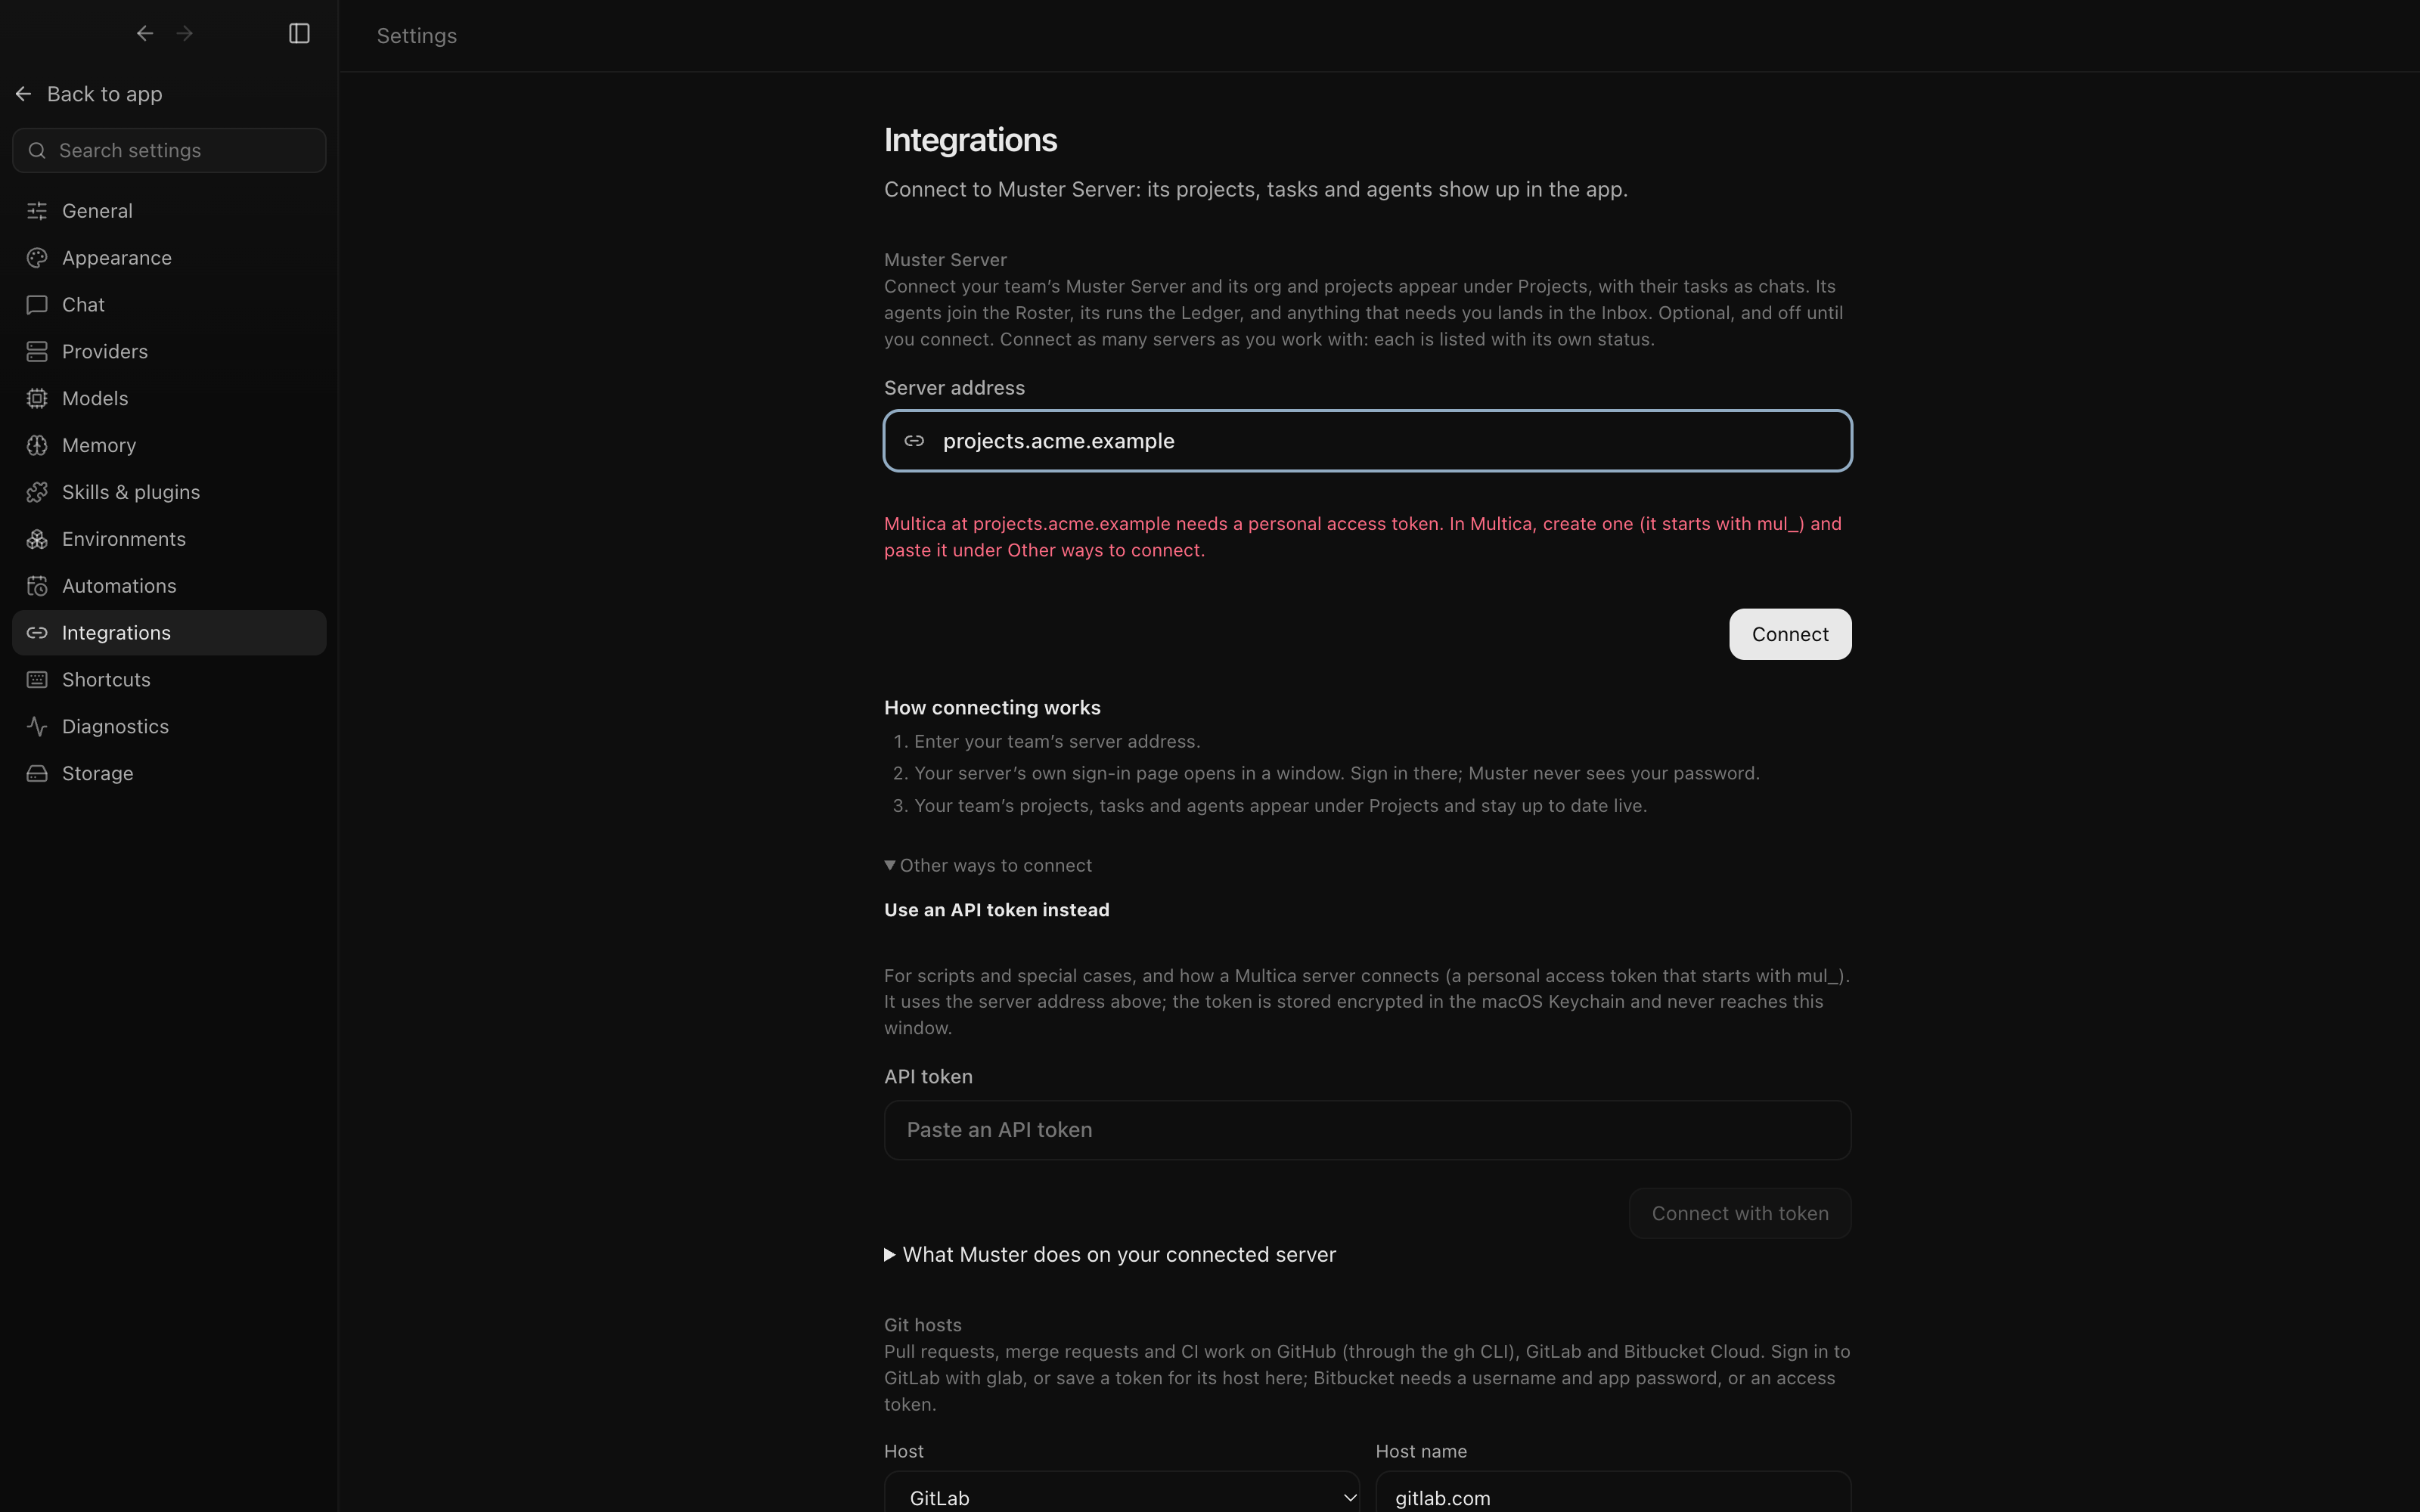 Settings
Back to app
Search settings
General
Appearance
Chat
Providers
Models
Memory
Skills & plugins
Environments
Automations
Integrations
Shortcuts
Diagnostics
Storage
Integrations
Connect to Muster Server: its projects, tasks and agents show up in the app.
Muster Server
Connect your team’s Muster Server and its org and projects appear under Projects, with their tasks as chats. Its
agents join the Roster, its runs the Ledger, and anything that needs you lands in the Inbox. Optional, and off until
you connect. Connect as many servers as you work with: each is listed with its own status.
Server address
projects.acme.example
Multica at projects.acme.example needs a personal access token. In Multica, create one (it starts with mul_) and
paste it under Other ways to connect.
Connect
How connecting works
1. Enter your team’s server address.
2. Your server’s own sign-in page opens in a window. Sign in there; Muster never sees your password.
3. Your team’s projects, tasks and agents appear under Projects and stay up to date live.
Other ways to connect
Use an API token instead
For scripts and special cases, and how a Multica server connects (a personal access token that starts with mul_).
It uses the server address above; the token is stored encrypted in the macOS Keychain and never reaches this
window.
API token
Paste an API token
Connect with token
What Muster does on your connected server
Git hosts
Pull requests, merge requests and CI work on GitHub (through the gh CLI), GitLab and Bitbucket Cloud. Sign in to
GitLab with glab, or save a token for its host here; Bitbucket needs a username and app password, or an access
token.
Host
Host name
GitLab
gitlab.com